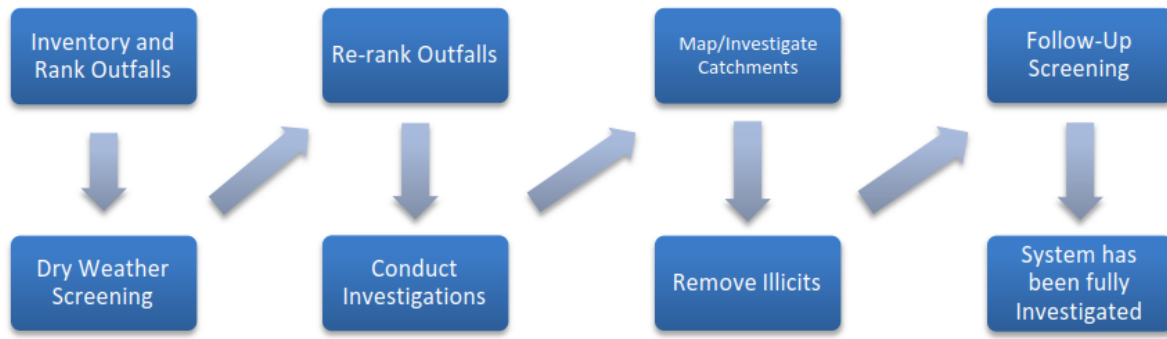 Inventory and
Rank Outfalls
Dry Weather
Screening
Re-rank Outfalls
Conduct
Investigations
Map/Investigate
Catchments
Remove Illicits
Follow-Up
Screening
System has
been fully
Investigated